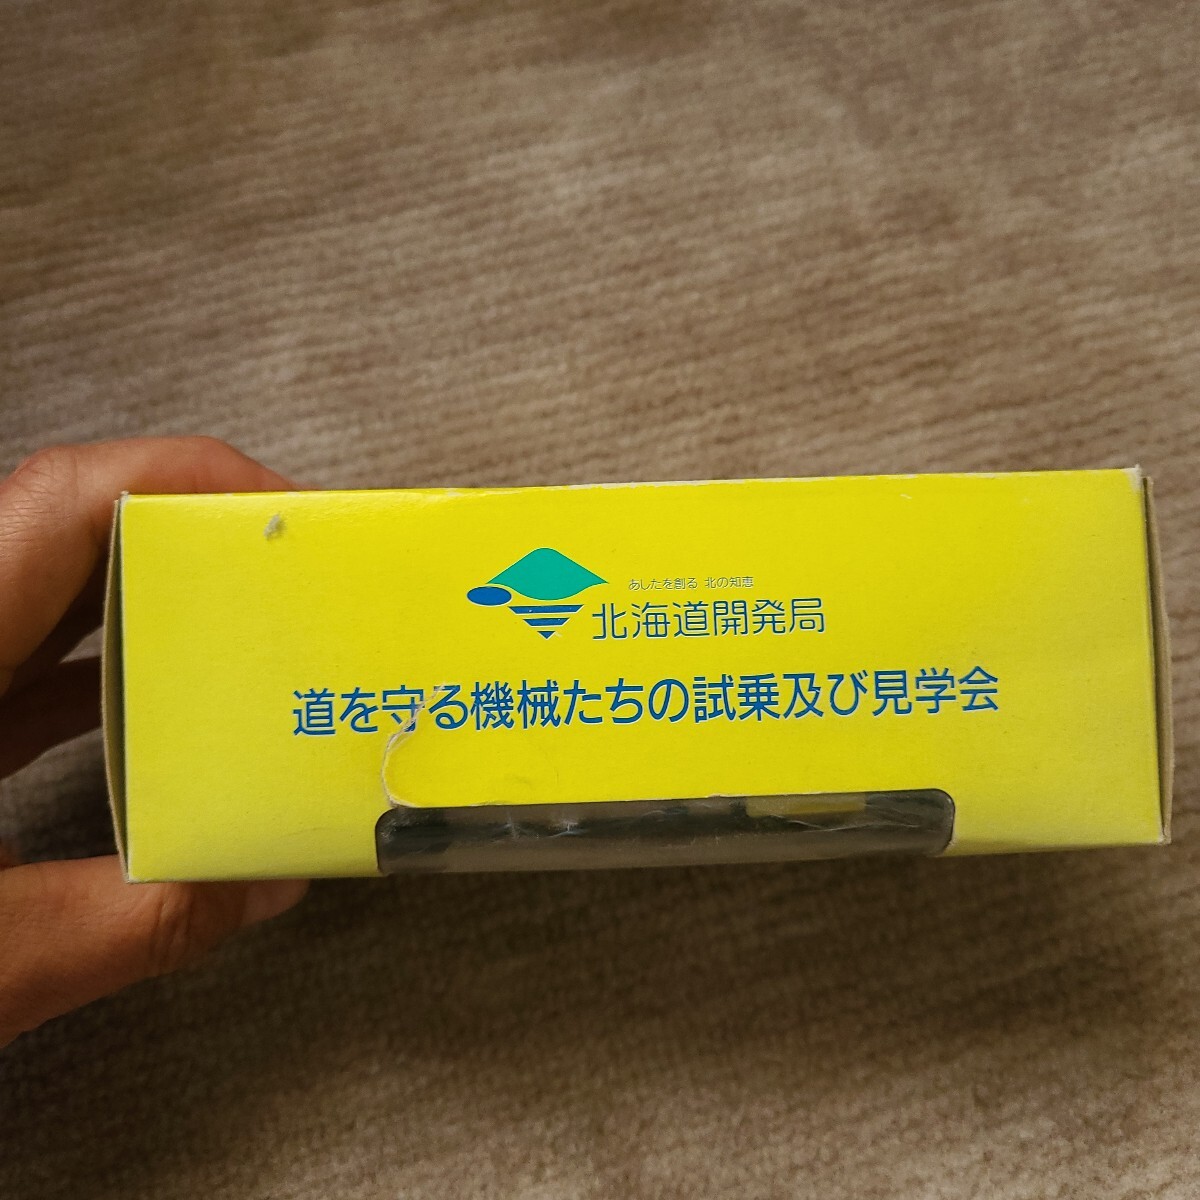 あしたを創る 北の知恵
北海道開発局
道を守る機械たちの試乗及び見学会